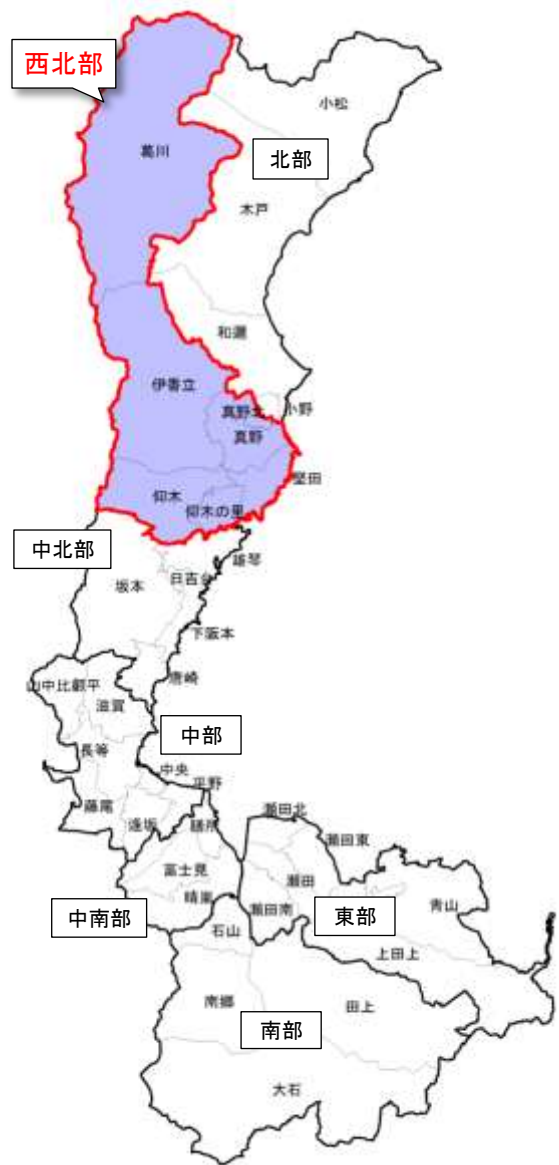 西北部
小松
葛川
北部
木戸
和邇
伊香立
真野北
小野
真野
堅田
仰木
仰木の里
中北部
雄琴
日吉台
坂本
下阪本
唐崎
山中比叡平
滋賀
中部
長等
中央
平野
藤尾
瀬田北
逢坂
膳所
瀬田東
富士見
瀬田
晴嵐
瀬田南
青山
中南部
東部
石山
上田上
南郷
田上
南部
大石